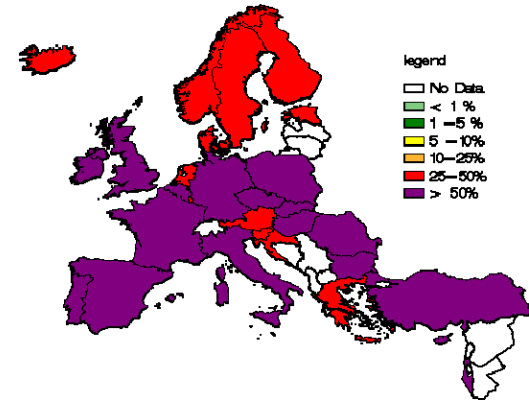 legend
No Data
< 1 %
1 –5 %
5 –10%
10–25%
25–50%
> 50%